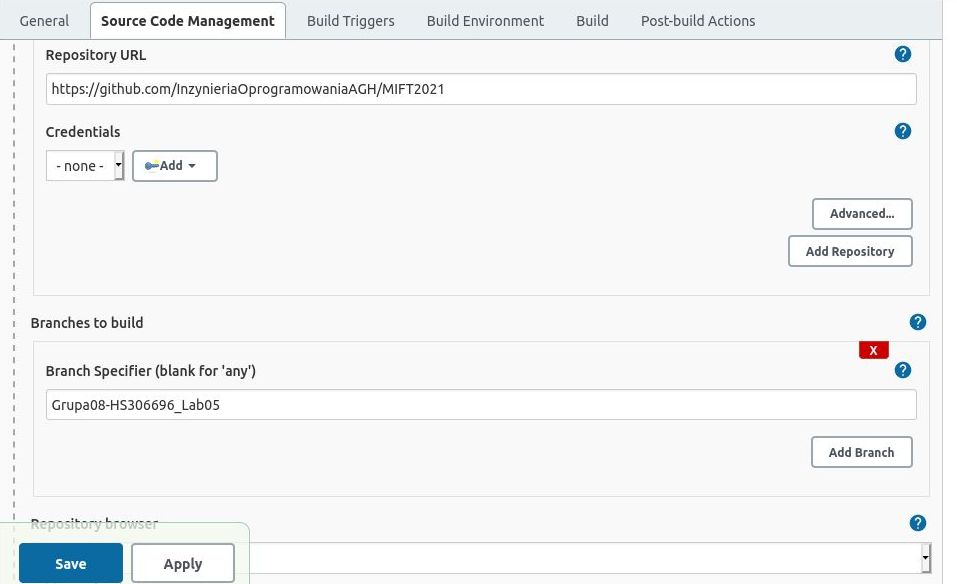 General Source Code Management Build Triggers Build Environment Build Post-build Actions
Repository URL ?
https://github.com/InzynieriaOprogramowaniaAGH/MIFT2021
Credentials ?
- none - Add
Advanced...
Add Repository
Branches to build ?
X
Branch Specifier (blank for 'any') ?
Grupa08-HS306696_Lab05
Add Branch
Repository browser ?
Save Apply